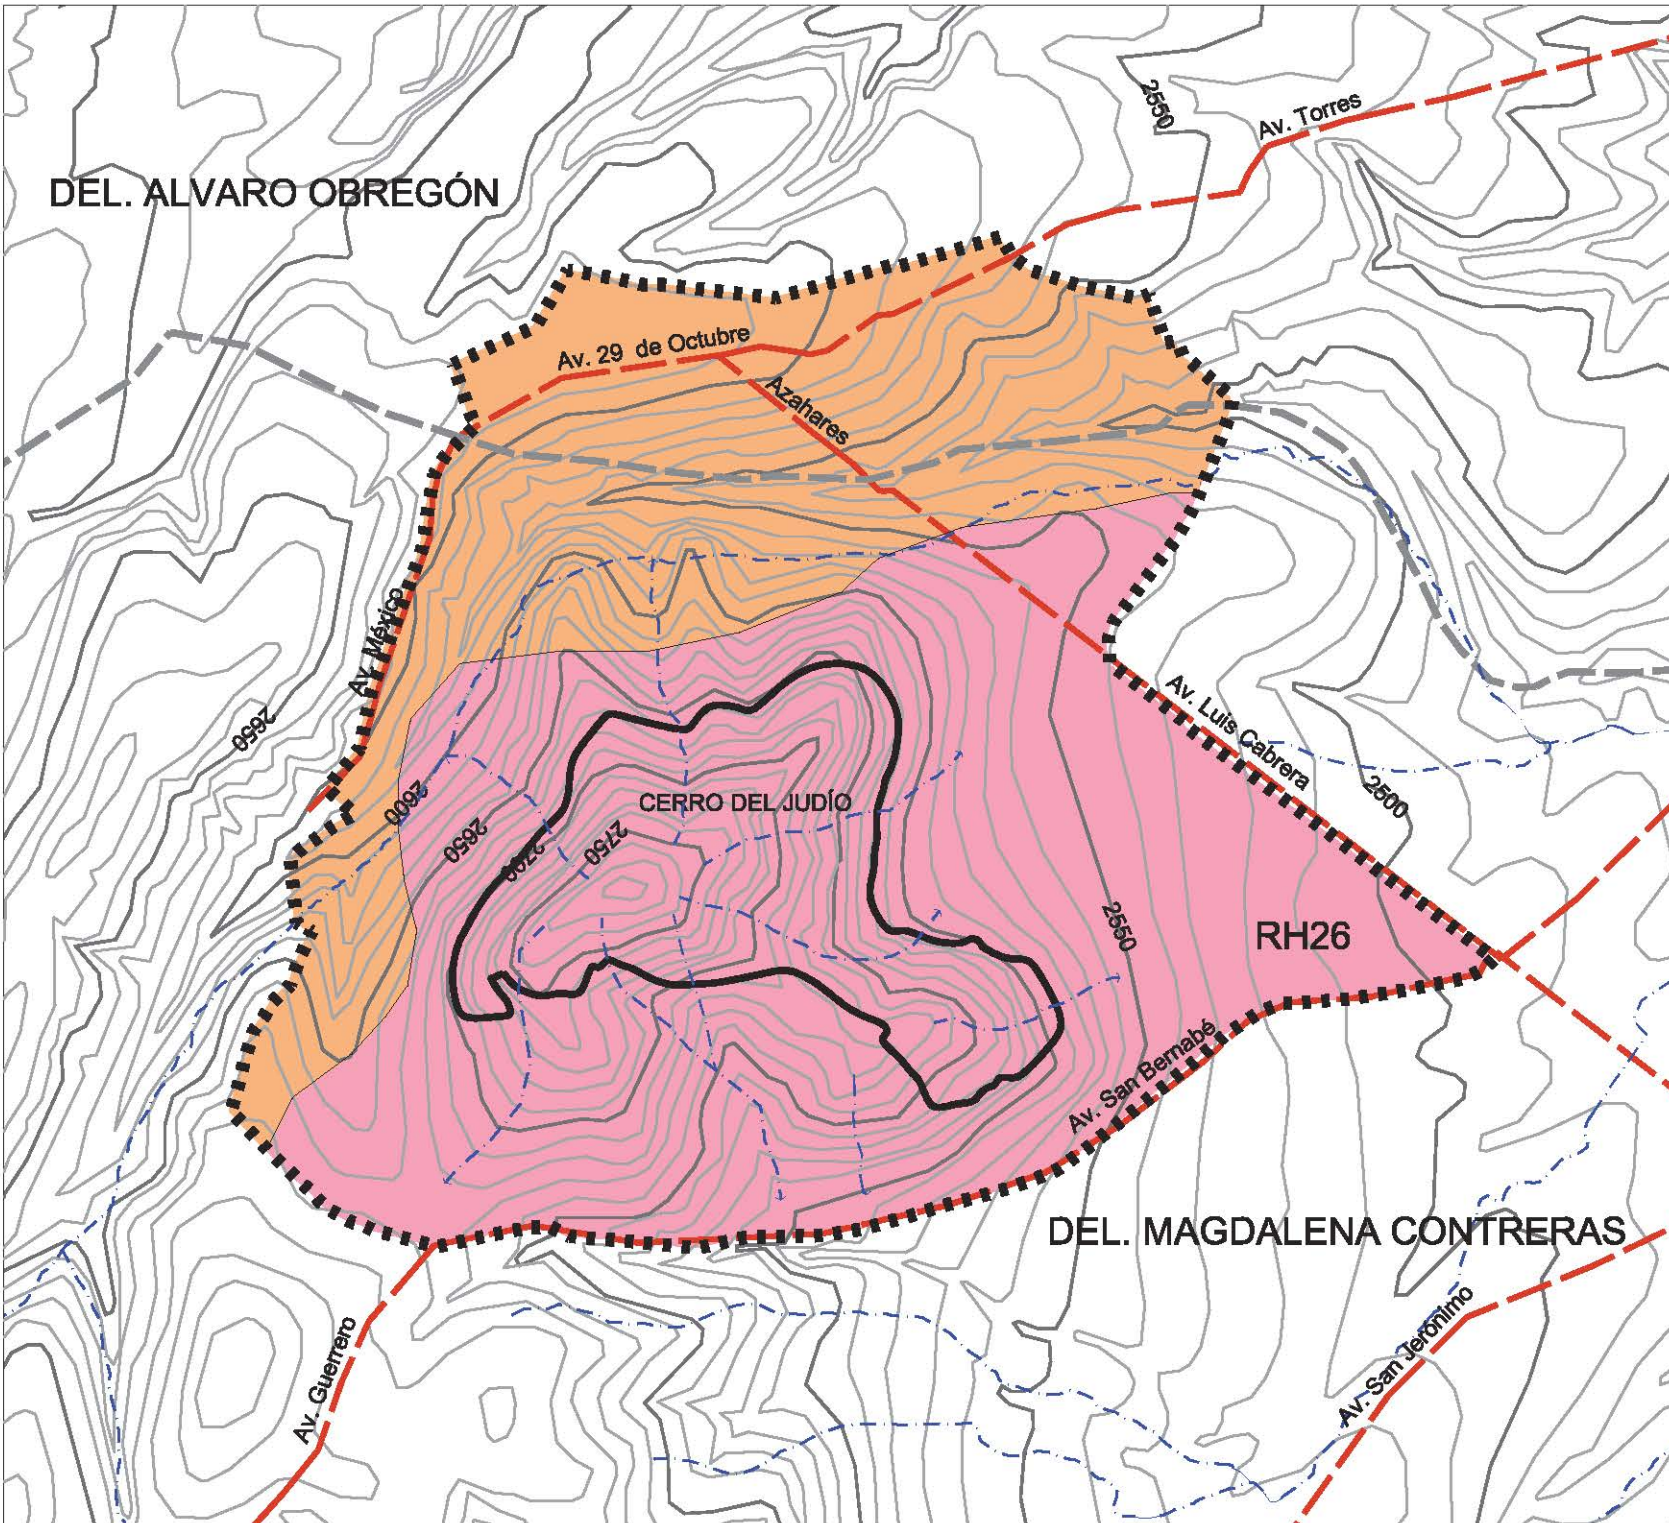 2550
Av. Torres
DEL. ALVARO OBREGÓN
Av. 29 de Octubre
Azahares
Av. México
2650
Av. Luis Cabrera
2600
2650
2700
2750
CERRO DEL JUDÍO
2500
2550
RH26
Av. San Bernabé
DEL. MAGDALENA CONTRERAS
Av. Guerrero
Av. San Jerónimo